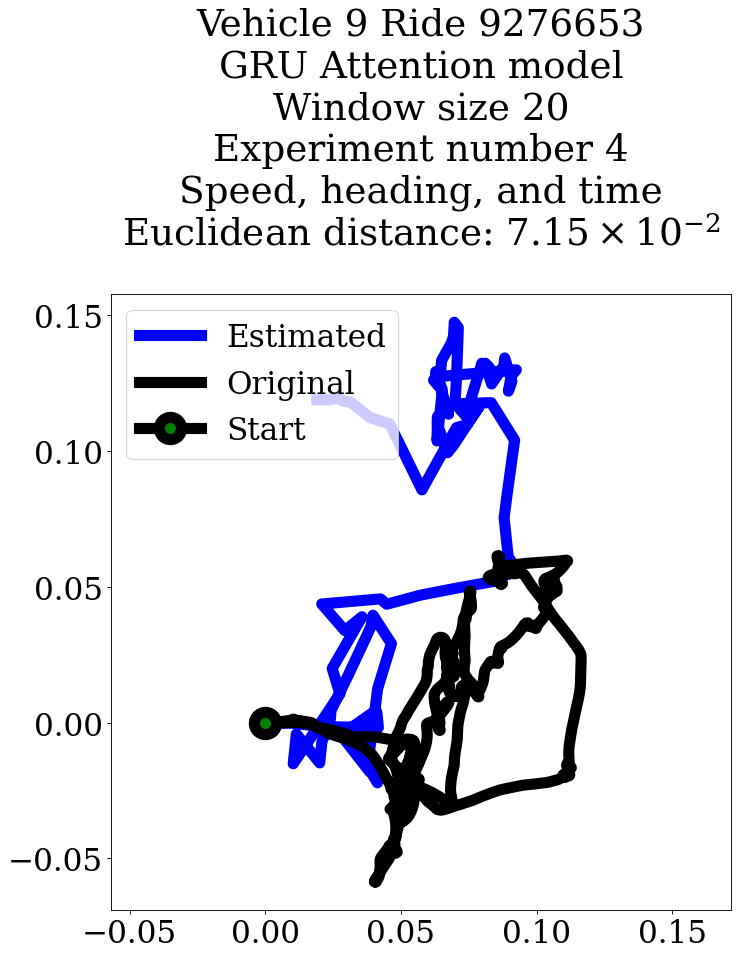 Vehicle 9 Ride 9276653
GRU Attention model
Window size 20
Experiment number 4
Speed, heading, and time
Euclidean distance: 7.15 × 10⁻²
0.15
0.10
0.05
0.00
−0.05
Estimated
Original
Start
−0.05 0.00 0.05 0.10 0.15